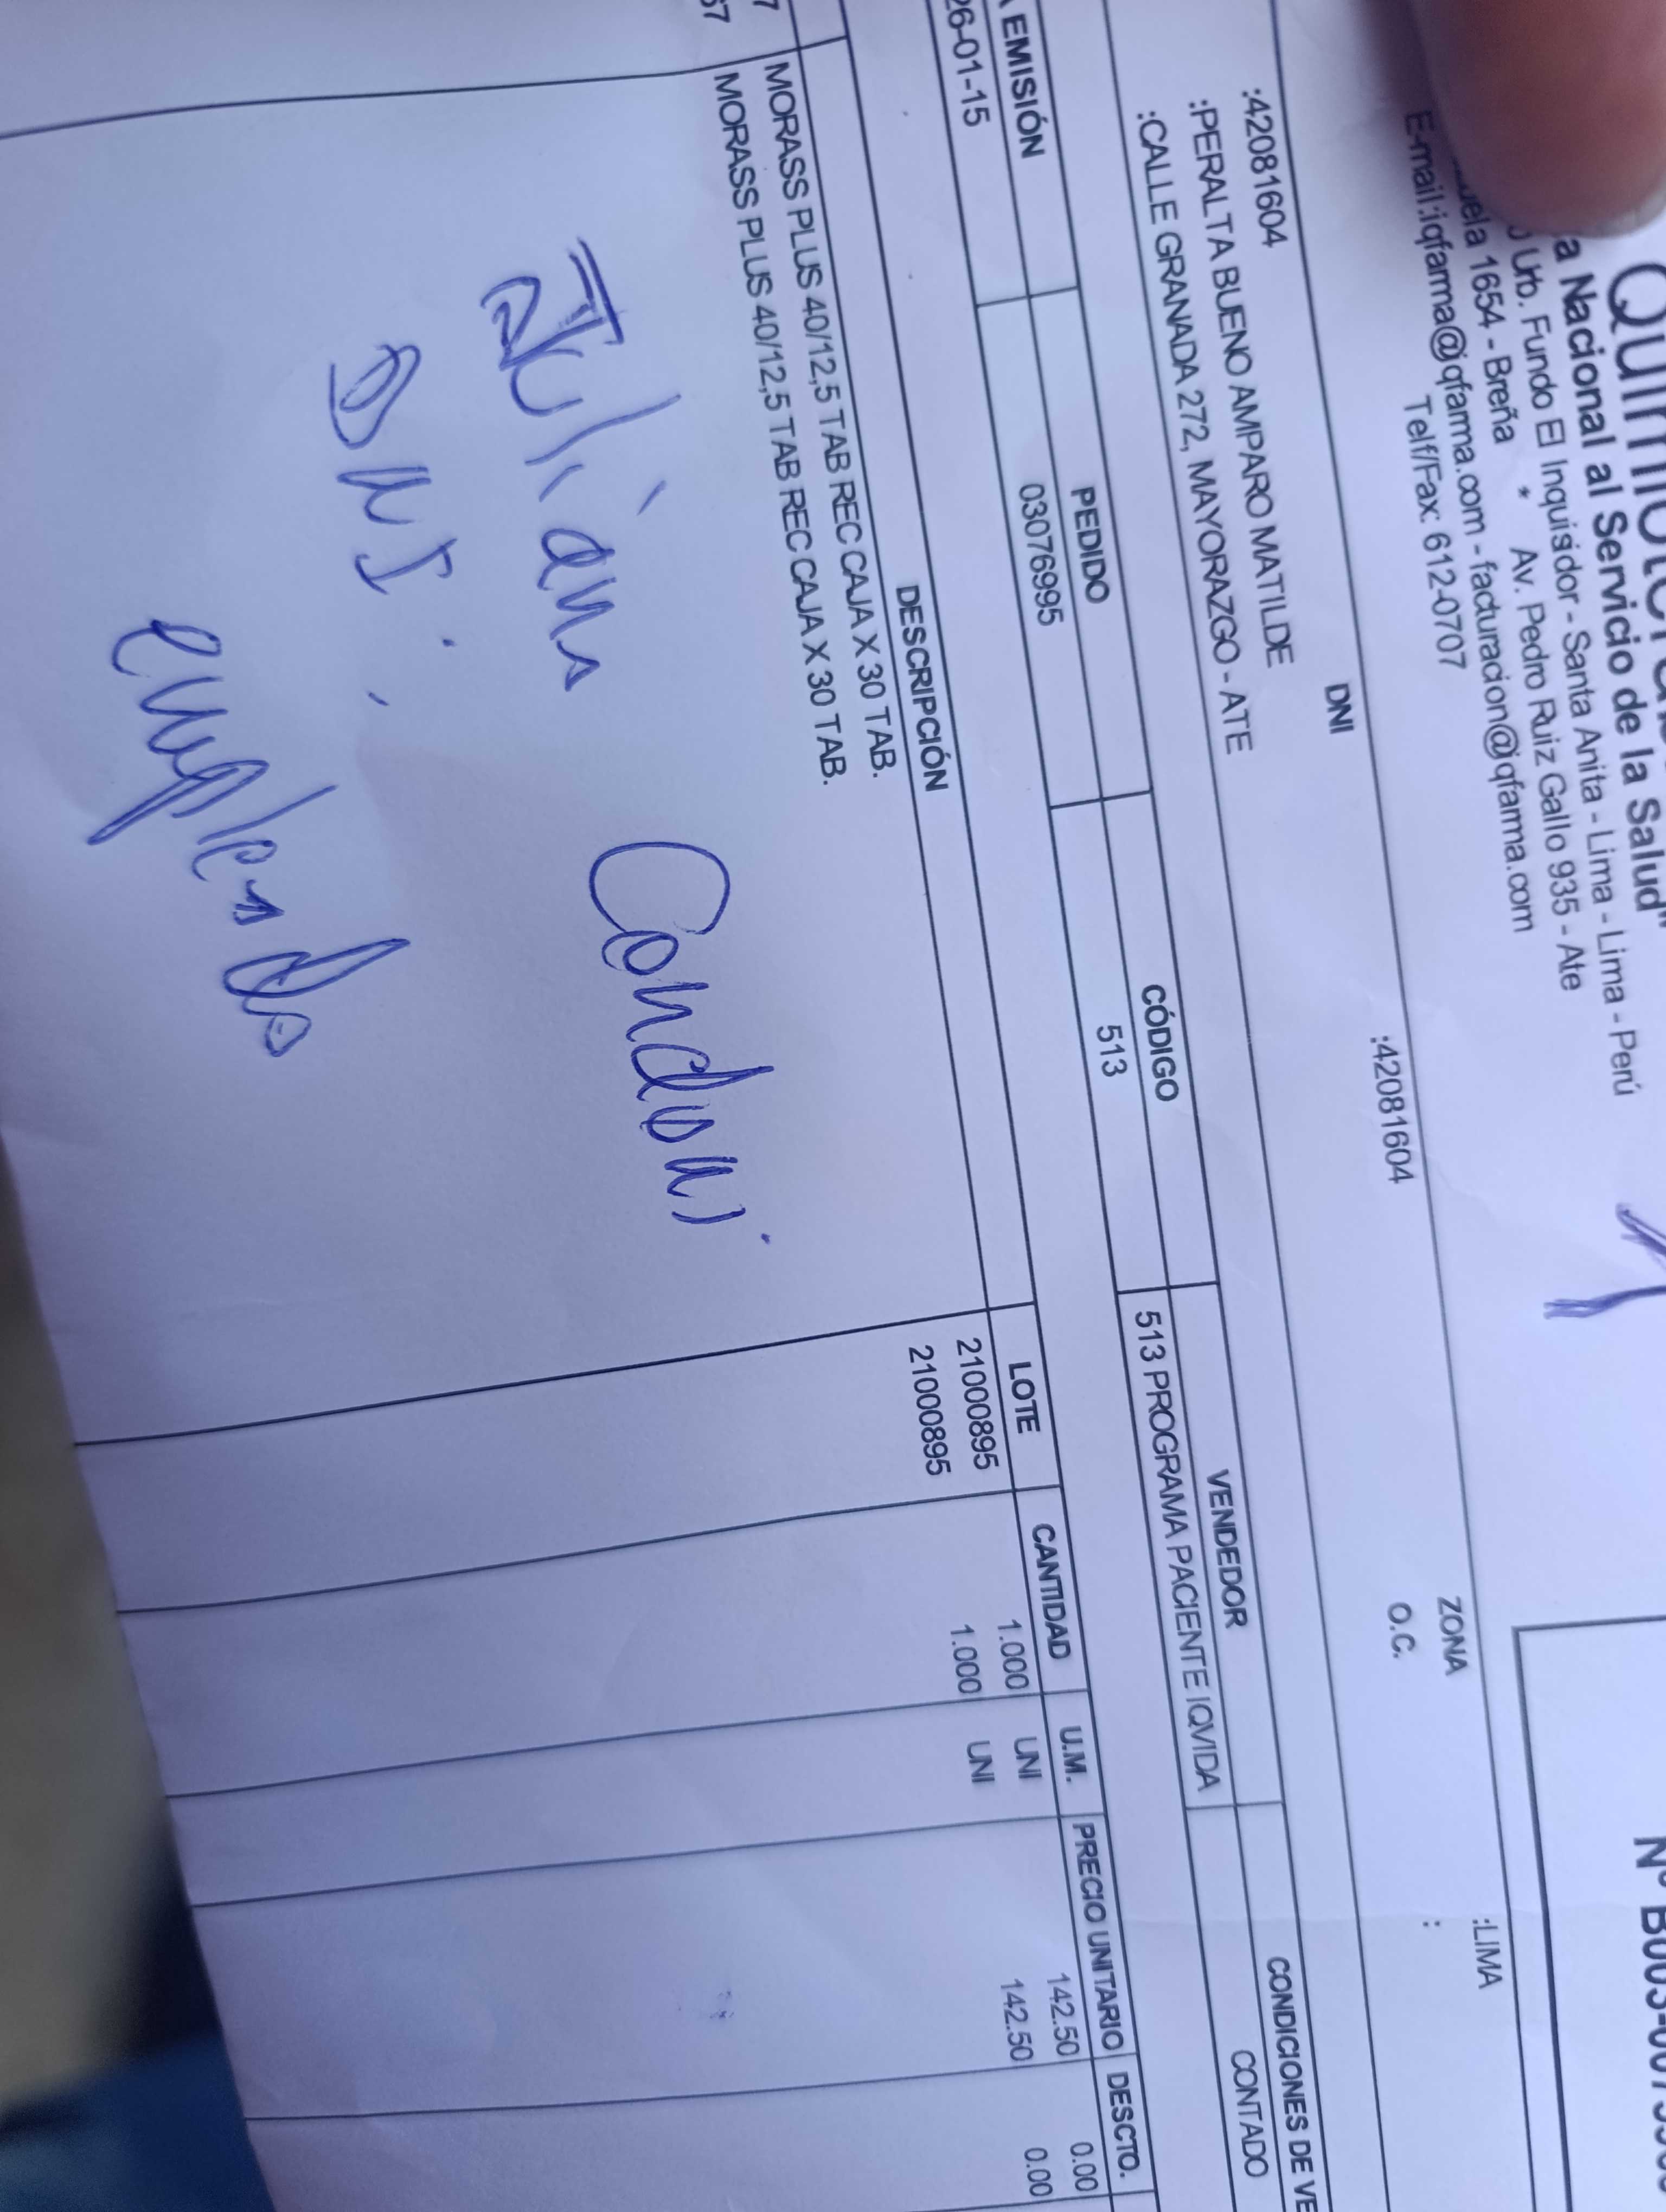 a Nacional al Servicio de la Salud"
Urb. Fundo El Inquisidor - Santa Anita - Lima - Lima - Perú
1654 - Breña * Av. Pedro Ruiz Gallo 935 - Ate
E-mail:iqfarma@iqfarma.com - facturacion@iqfarma.com
Telf/Fax: 612-0707
ZONA :LIMA
DNI :42081604 O.C. :
:42081604
:PERALTA BUENO AMPARO MATILDE
:CALLE GRANADA 272, MAYORAZGO - ATE
EMISIÓN PEDIDO CÓDIGO VENDEDOR CONDICIONES DE VE
26-01-15 03076995 513 513 PROGRAMA PACIENTE IQVIDA CONTADO
DESCRIPCIÓN LOTE CANTIDAD U.M. PRECIO UNITARIO DESCTO.
7 MORASS PLUS 40/12,5 TAB REC CAJA X 30 TAB. 21000895 1.000 UNI 142.50 0.00
67 MORASS PLUS 40/12,5 TAB REC CAJA X 30 TAB. 21000895 1.000 UNI 142.50 0.00
Julian Condori
DNI
empleado